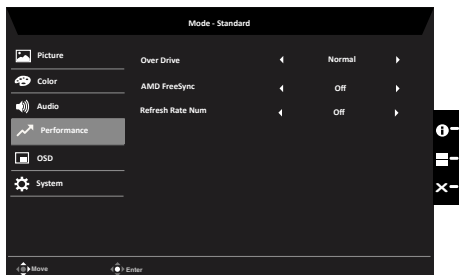 Mode - Standard
Picture
Color
Audio
Performance
OSD
System
Over Drive Normal
AMD FreeSync Off
Refresh Rate Num Off
Move Enter